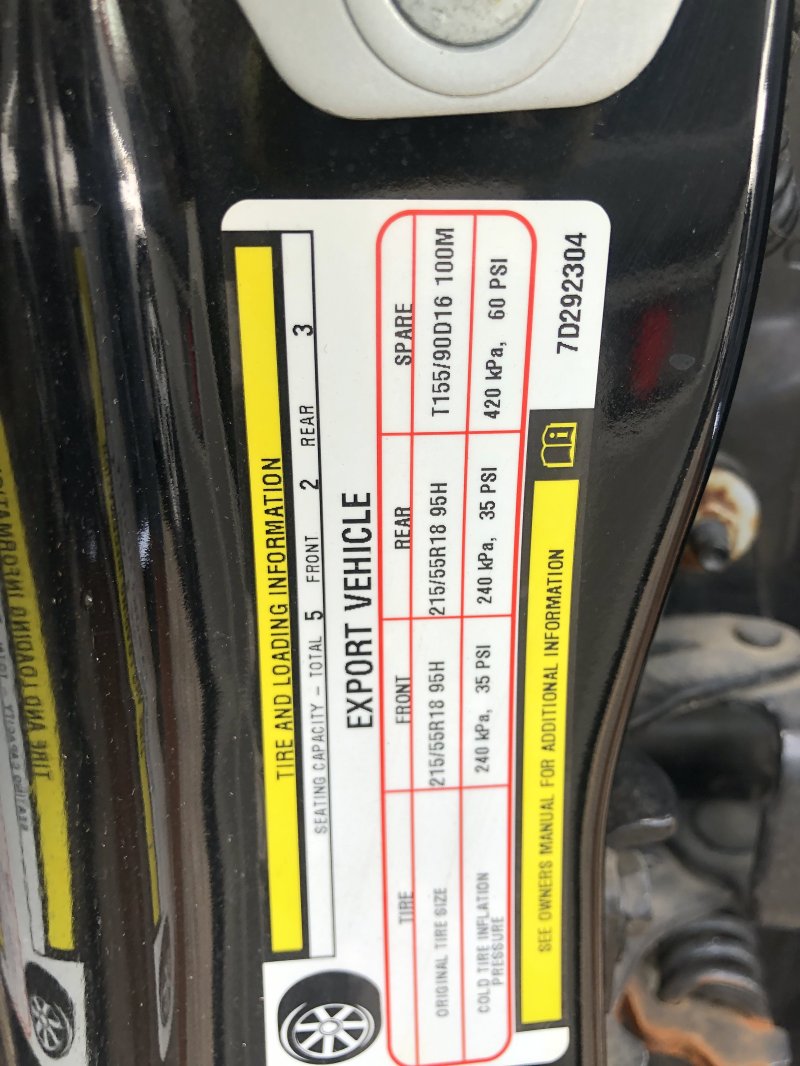 TIRE AND LOADING INFORMATION
SEATING CAPACITY – TOTAL 5 FRONT 2 REAR 3
EXPORT VEHICLE
TIRE FRONT REAR SPARE
ORIGINAL TIRE SIZE 215/55R18 95H 215/55R18 95H T155/90D16 100M
COLD TIRE INFLATION PRESSURE 240 kPa, 35 PSI 240 kPa, 35 PSI 420 kPa, 60 PSI
SEE OWNERS MANUAL FOR ADDITIONAL INFORMATION
7D292304